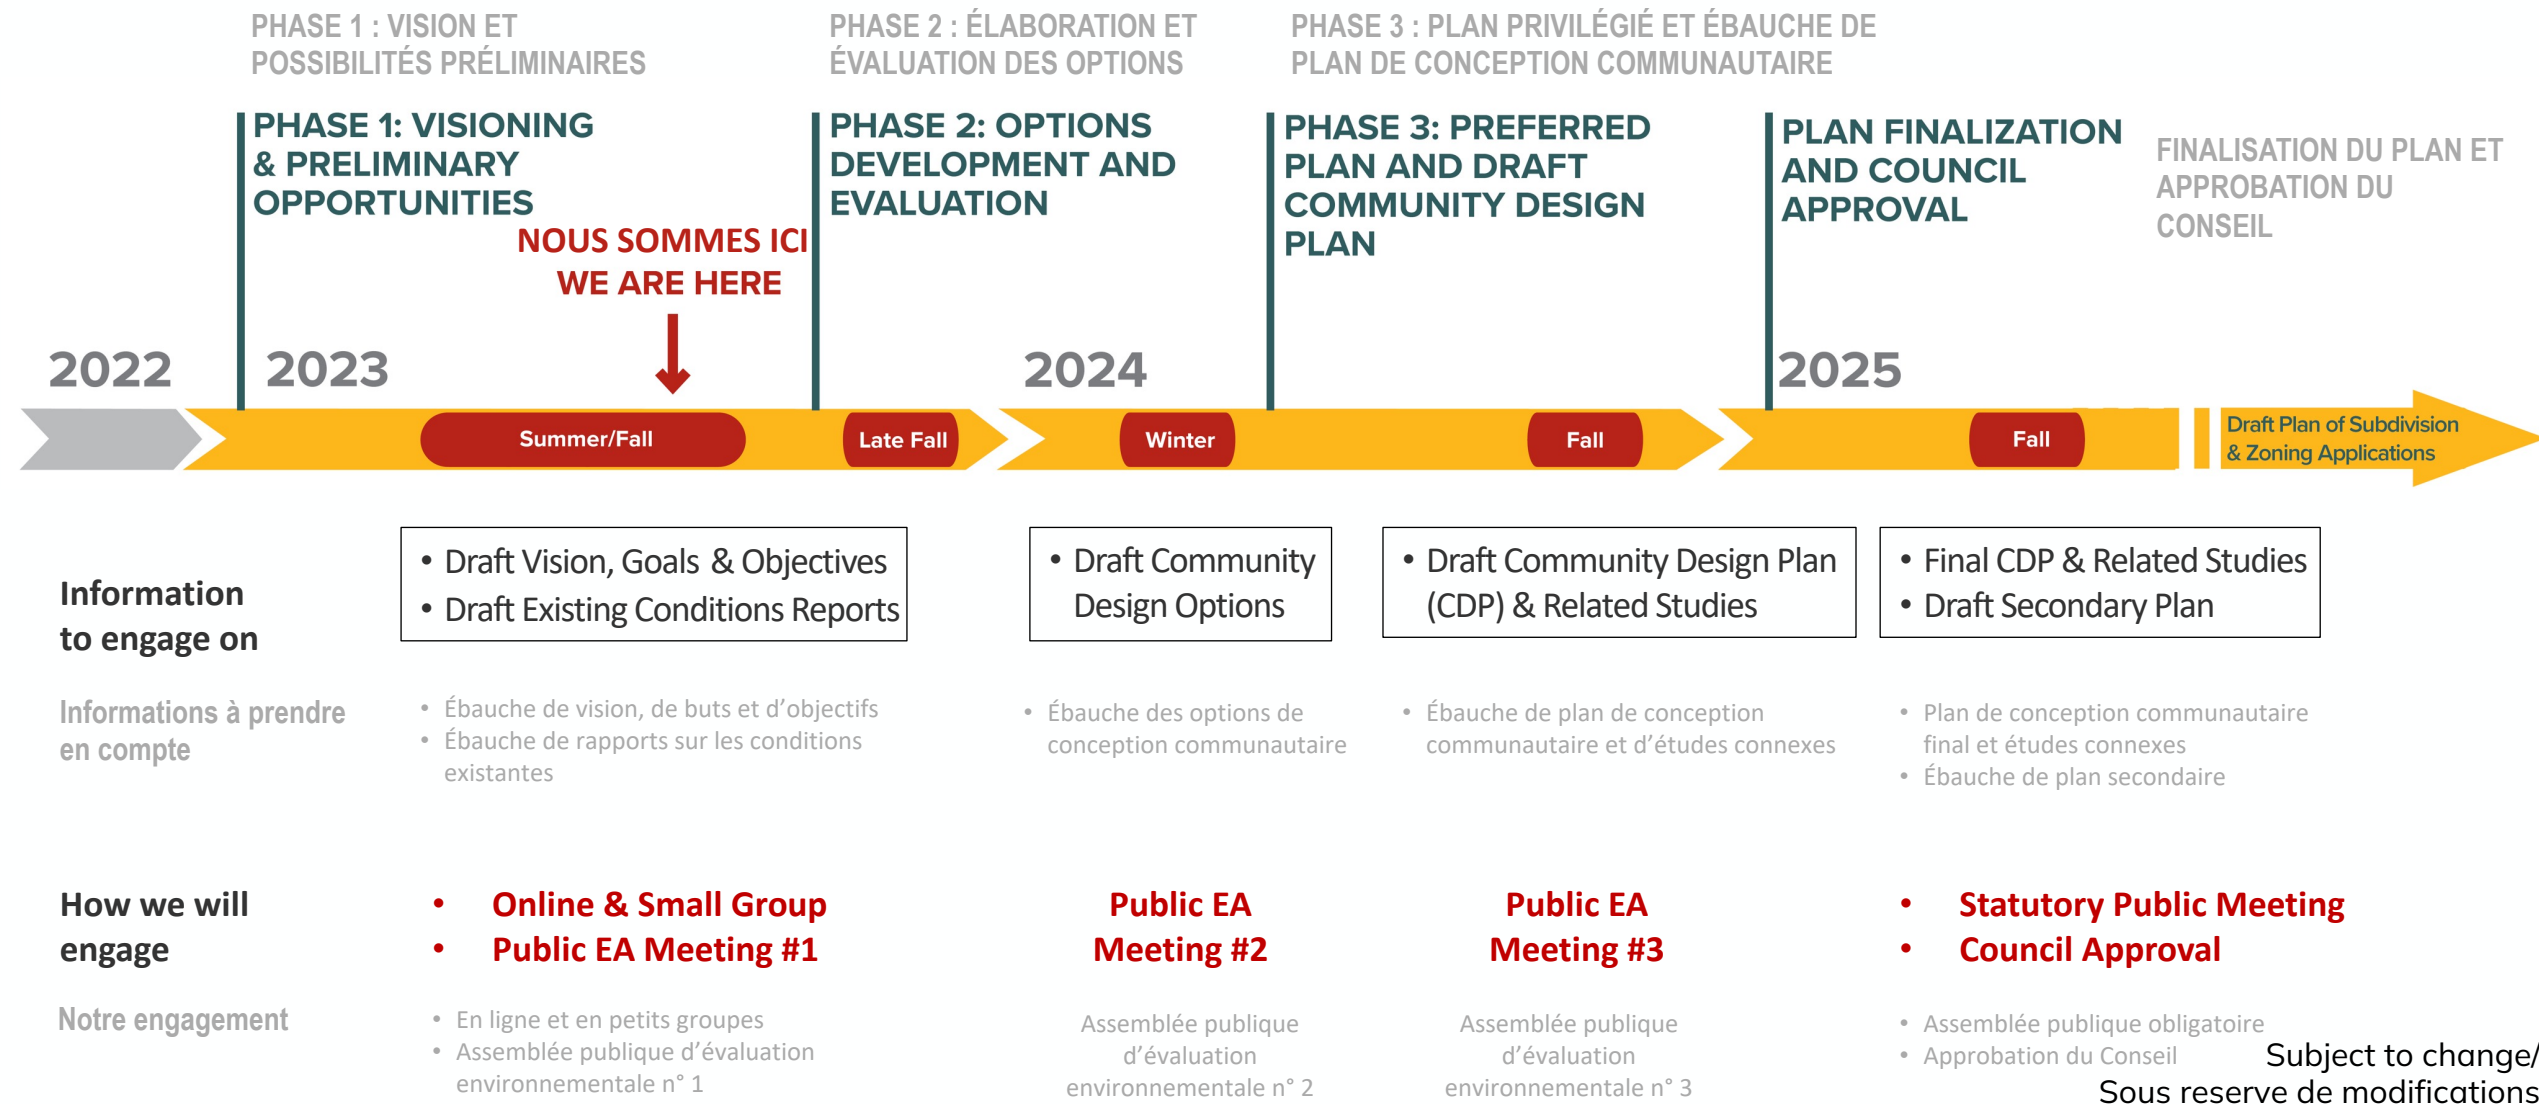 PHASE 1 : VISION ET
POSSIBILITÉS PRÉLIMINAIRES
PHASE 2 : ÉLABORATION ET
ÉVALUATION DES OPTIONS
PHASE 3 : PLAN PRIVILÉGIÉ ET ÉBAUCHE DE
PLAN DE CONCEPTION COMMUNAUTAIRE
PHASE 1: VISIONING
& PRELIMINARY
OPPORTUNITIES
PHASE 2: OPTIONS
DEVELOPMENT AND
EVALUATION
PHASE 3: PREFERRED
PLAN AND DRAFT
COMMUNITY DESIGN
PLAN
PLAN FINALIZATION
AND COUNCIL
APPROVAL
FINALISATION DU PLAN ET
APPROBATION DU
CONSEIL
NOUS SOMMES ICI
WE ARE HERE
2022
2023
2024
2025
Summer/Fall
Late Fall
Winter
Fall
Fall
Draft Plan of Subdivision
& Zoning Applications
Information
to engage on
• Draft Vision, Goals & Objectives
• Draft Existing Conditions Reports
• Draft Community
Design Options
• Draft Community Design Plan
(CDP) & Related Studies
• Final CDP & Related Studies
• Draft Secondary Plan
Informations à prendre
en compte
• Ébauche de vision, de buts et d'objectifs
• Ébauche de rapports sur les conditions
existantes
• Ébauche des options de
conception communautaire
• Ébauche de plan de conception
communautaire et d'études connexes
• Plan de conception communautaire
final et études connexes
• Ébauche de plan secondaire
How we will
engage
• Online & Small Group
• Public EA Meeting #1
Public EA
Meeting #2
Public EA
Meeting #3
• Statutory Public Meeting
• Council Approval
Notre engagement
• En ligne et en petits groupes
• Assemblée publique d'évaluation
environnementale n° 1
Assemblée publique
d'évaluation
environnementale n° 2
Assemblée publique
d'évaluation
environnementale n° 3
• Assemblée publique obligatoire
• Approbation du Conseil
Subject to change/
Sous reserve de modifications